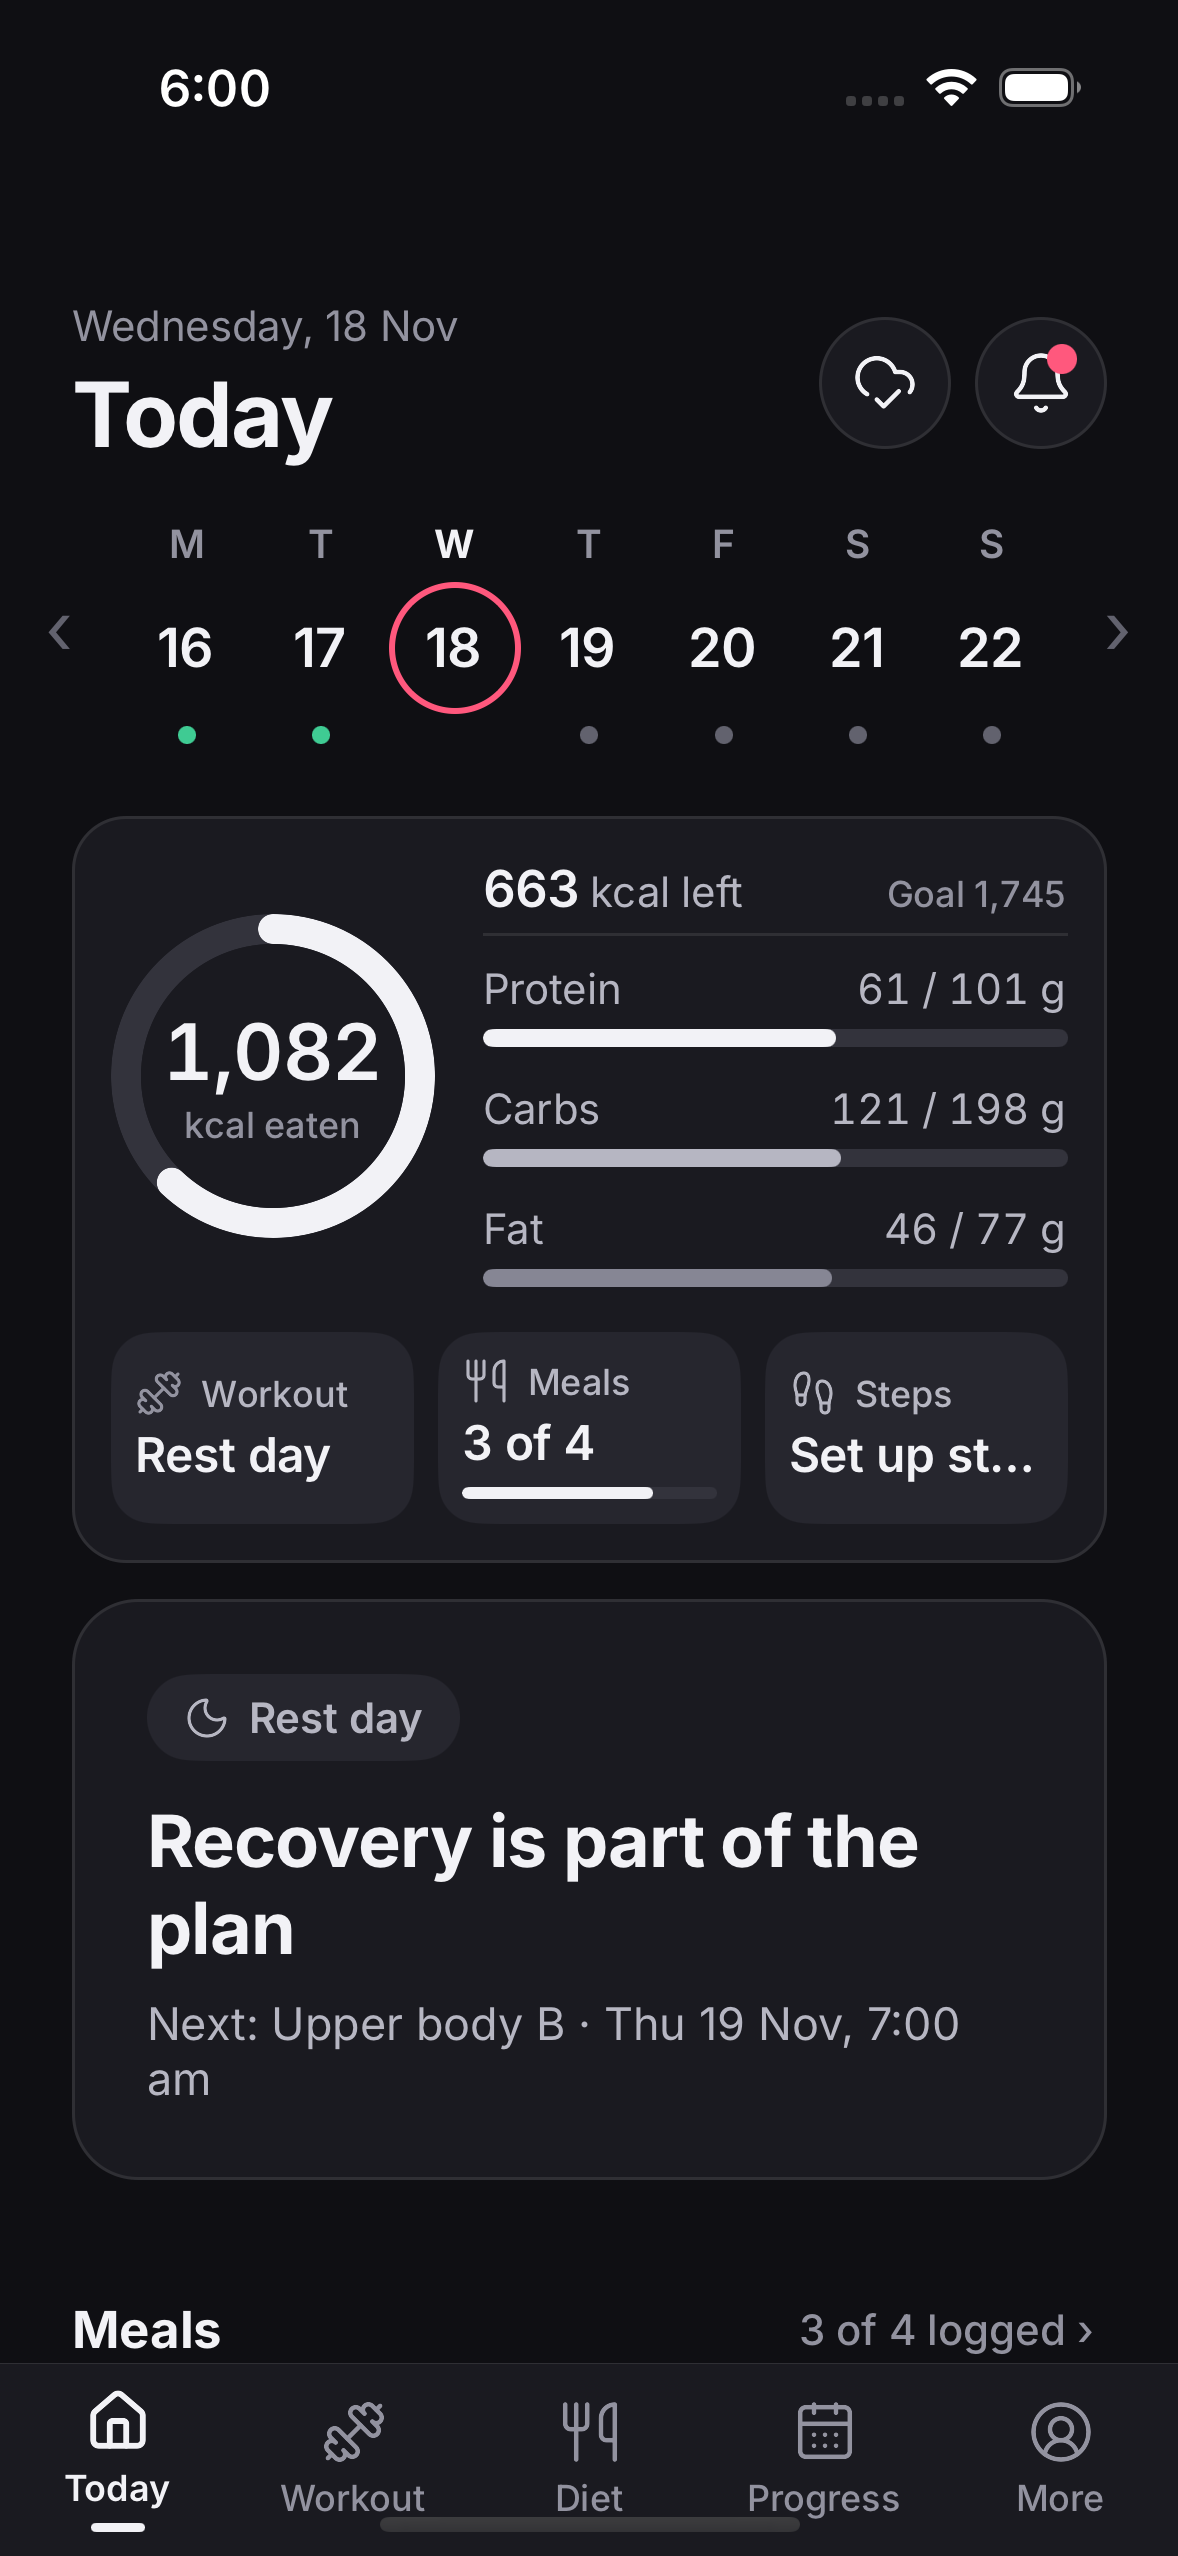 6:00
Wednesday, 18 Nov
Today
M T W T F S S
‹ 16 17 18 19 20 21 22 ›
663 kcal left Goal 1,745
1,082
kcal eaten
Protein 61 / 101 g
Carbs 121 / 198 g
Fat 46 / 77 g
Workout
Rest day
Meals
3 of 4
Steps
Set up st...
Rest day
Recovery is part of the
plan
Next: Upper body B · Thu 19 Nov, 7:00
am
Meals 3 of 4 logged ›
Today Workout Diet Progress More